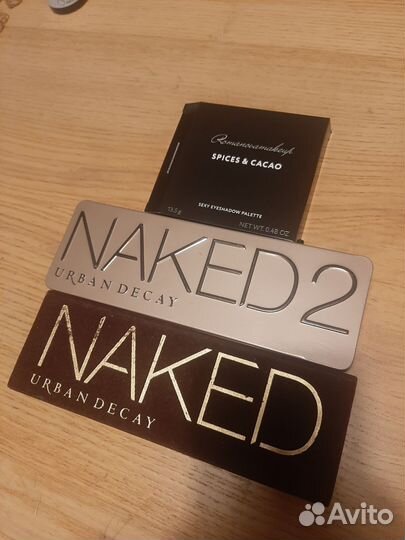 Romanovamakeup
SPICES & CACAO
SEXY EYESHADOW PALETTE
13,5 g
NET WT. 0.48 OZ
NAKED2
URBAN DECAY
NAKED
URBAN DECAY
Avito